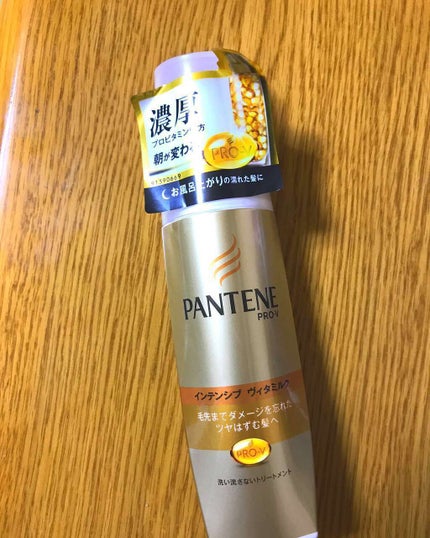 濃厚
プロビタミン処方
朝が変わる
PRO-V
91590669
お風呂上がりの濡れた髪に
PANTENE
PRO-V
インテンシブ ヴィタミルク
毛先までダメージを忘れた
ツヤはずむ髪へ
PRO-V
洗い流さないトリートメント